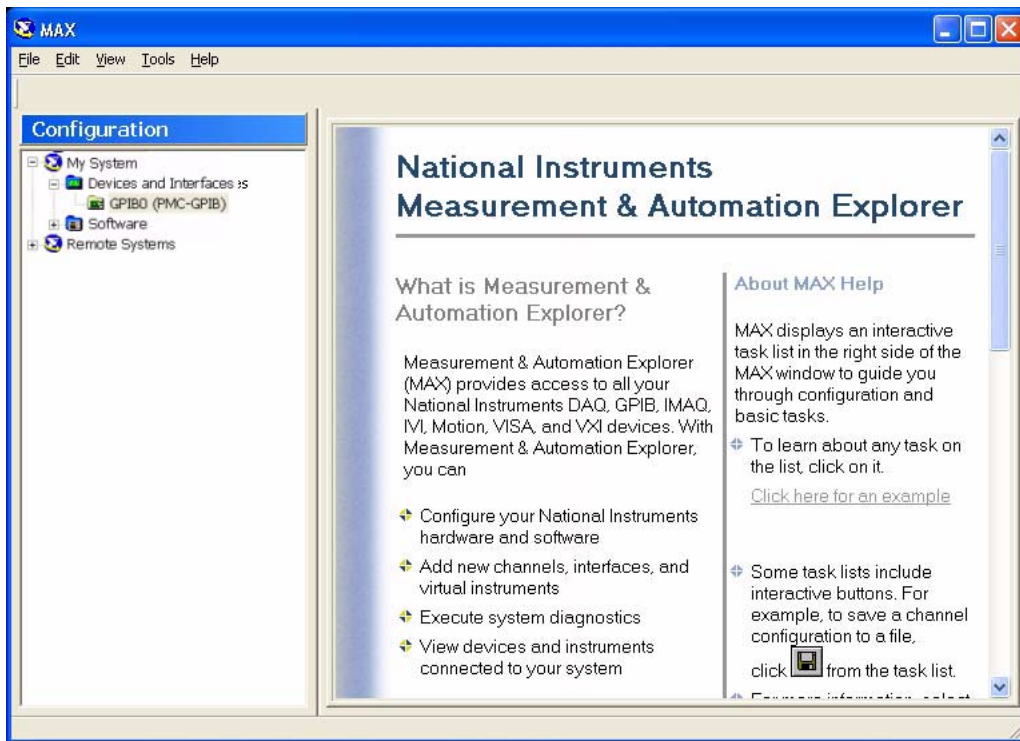 MAX
File Edit View Tools Help
Configuration
My System
Devices and Interfaces es
GPIB0 (PMC-GPIB)
Software
Remote Systems
National Instruments
Measurement & Automation Explorer
What is Measurement &
Automation Explorer?
Measurement & Automation Explorer
(MAX) provides access to all your
National Instruments DAQ, GPIB, IMAQ,
IVI, Motion, VISA, and VXI devices. With
Measurement & Automation Explorer,
you can
Configure your National Instruments
hardware and software
Add new channels, interfaces, and
virtual instruments
Execute system diagnostics
View devices and instruments
connected to your system
About MAX Help
MAX displays an interactive
task list in the right side of the
MAX window to guide you
through configuration and
basic tasks.
To learn about any task on
the list, click on it.
Click here for an example
Some task lists include
interactive buttons. For
example, to save a channel
configuration to a file,
click from the task list.
For more information, select